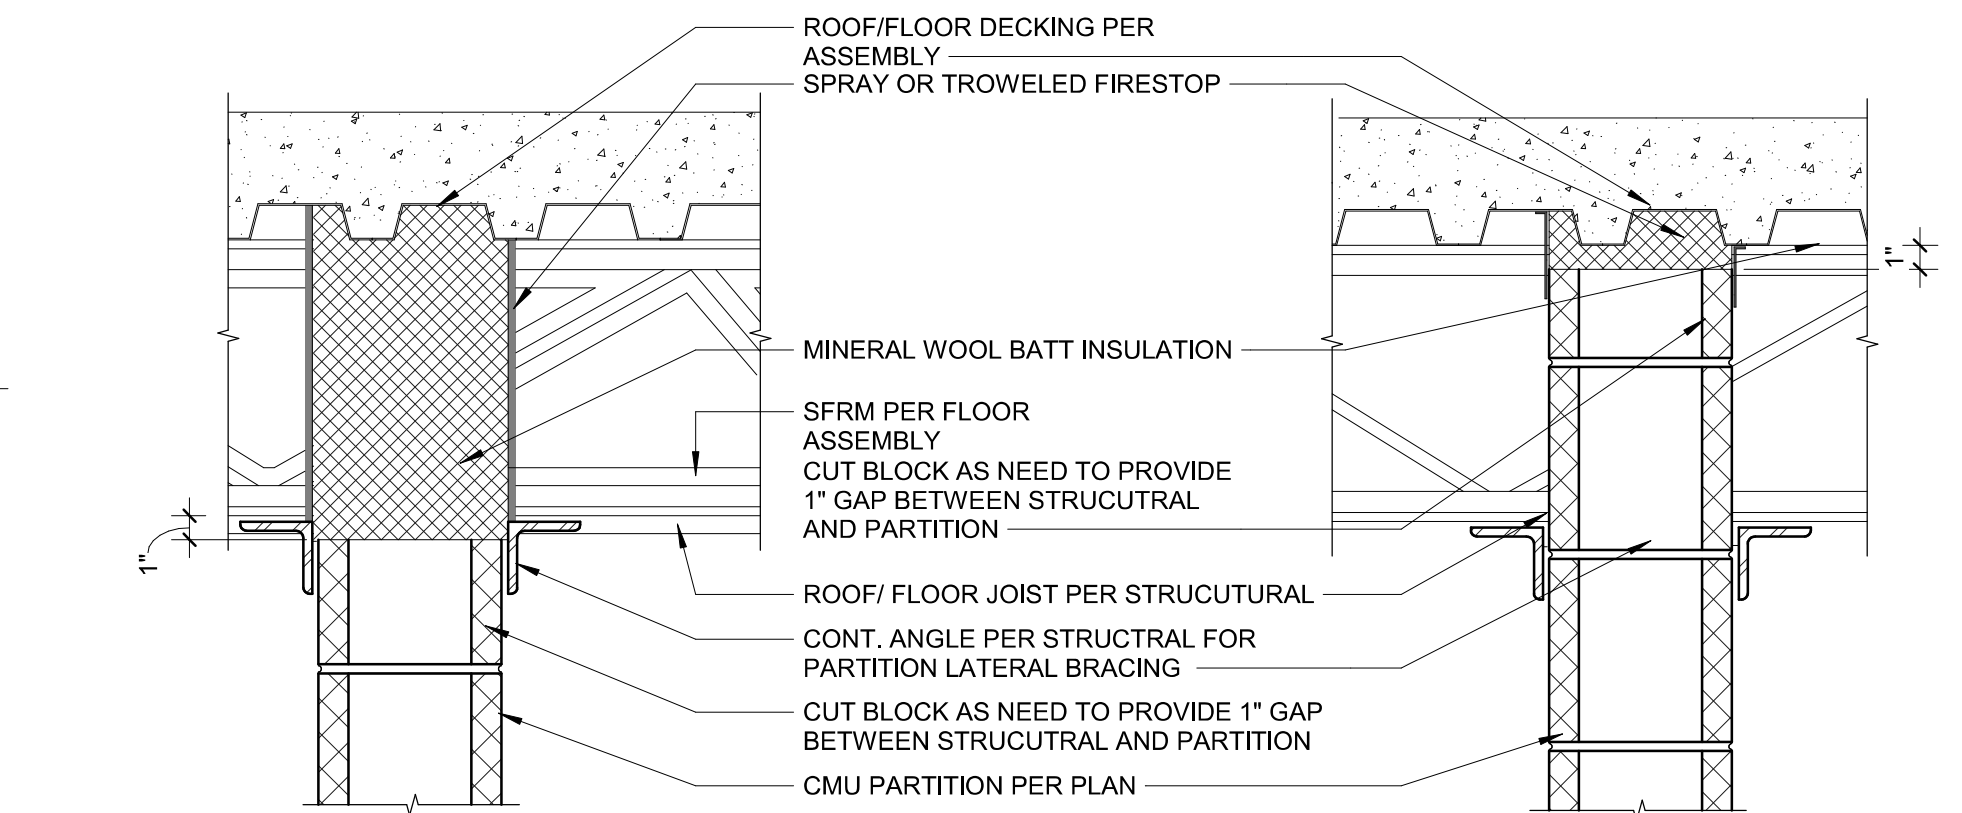 ROOF/FLOOR DECKING PER
ASSEMBLY
SPRAY OR TROWELED FIRESTOP
1"
MINERAL WOOL BATT INSULATION
SFRM PER FLOOR
ASSEMBLY
CUT BLOCK AS NEED TO PROVIDE
1" GAP BETWEEN STRUCUTRAL
AND PARTITION
1"
ROOF/ FLOOR JOIST PER STRUCUTURAL
CONT. ANGLE PER STRUCTRAL FOR
PARTITION LATERAL BRACING
CUT BLOCK AS NEED TO PROVIDE 1" GAP
BETWEEN STRUCUTRAL AND PARTITION
CMU PARTITION PER PLAN